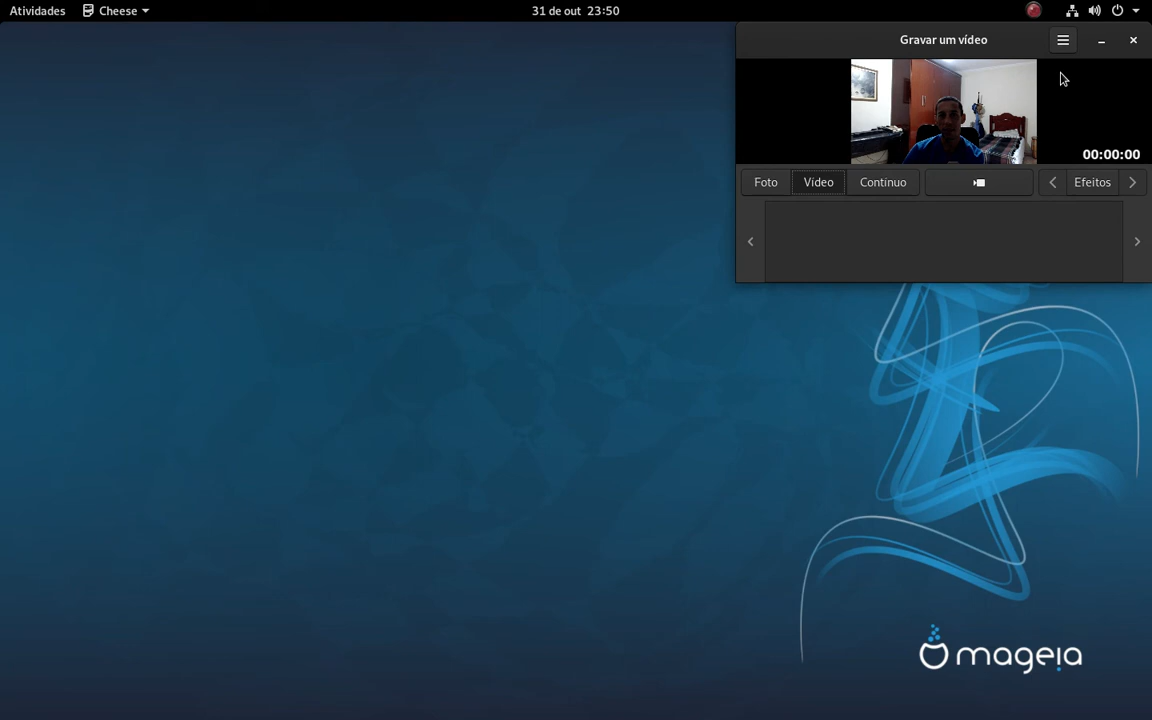 Atividades Cheese 31 de out 23:50
Gravar um vídeo
00:00:00
Foto Vídeo Contínuo Efeitos
mageia